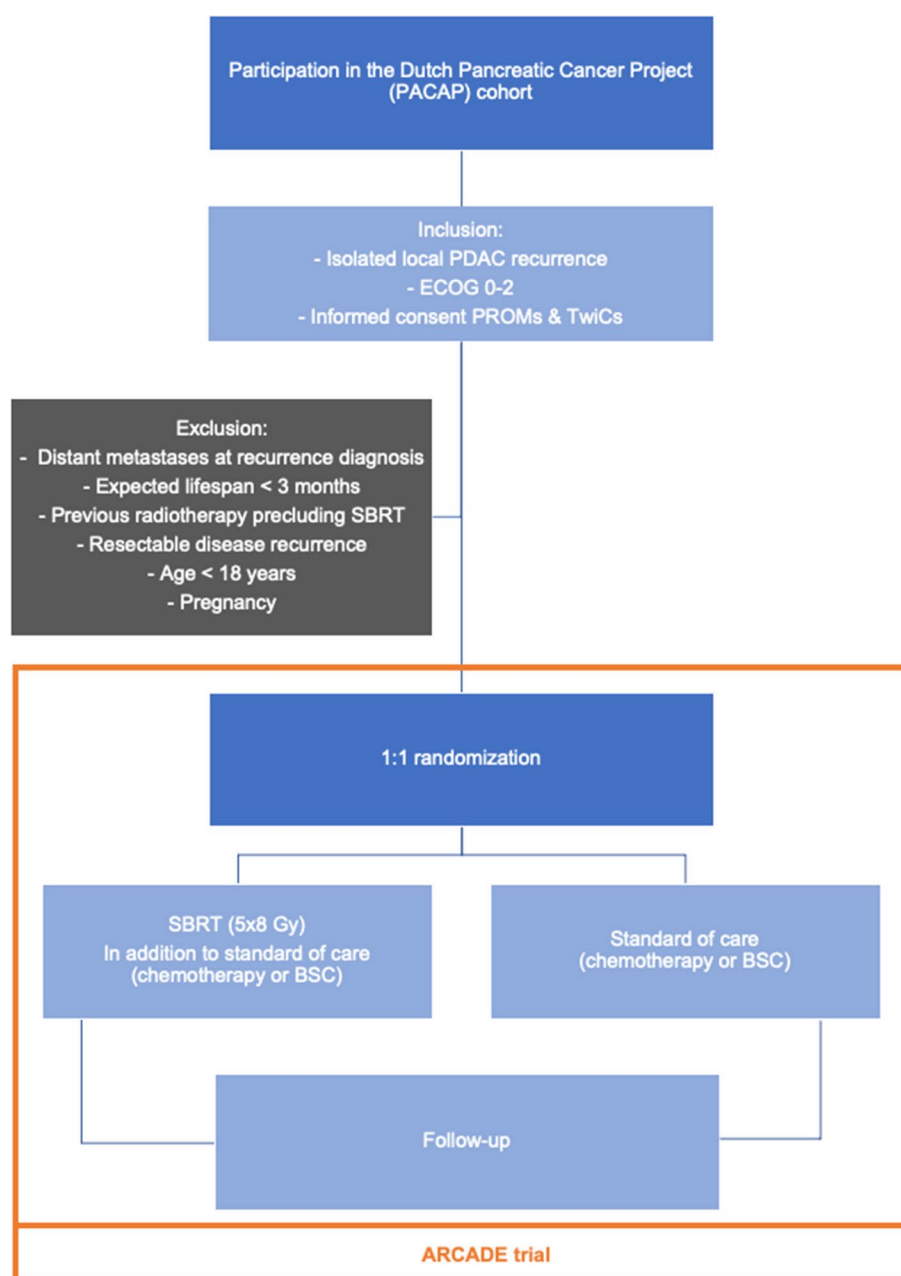 Participation in the Dutch Pancreatic Cancer Project
(PACAP) cohort
Inclusion:
- Isolated local PDAC recurrence
- ECOG 0-2
- Informed consent PROMs & TwiCs
Exclusion:
- Distant metastases at recurrence diagnosis
- Expected lifespan < 3 months
- Previous radiotherapy precluding SBRT
- Resectable disease recurrence
- Age < 18 years
- Pregnancy
1:1 randomization
SBRT (5x8 Gy)
In addition to standard of care
(chemotherapy or BSC)
Standard of care
(chemotherapy or BSC)
Follow-up
ARCADE trial